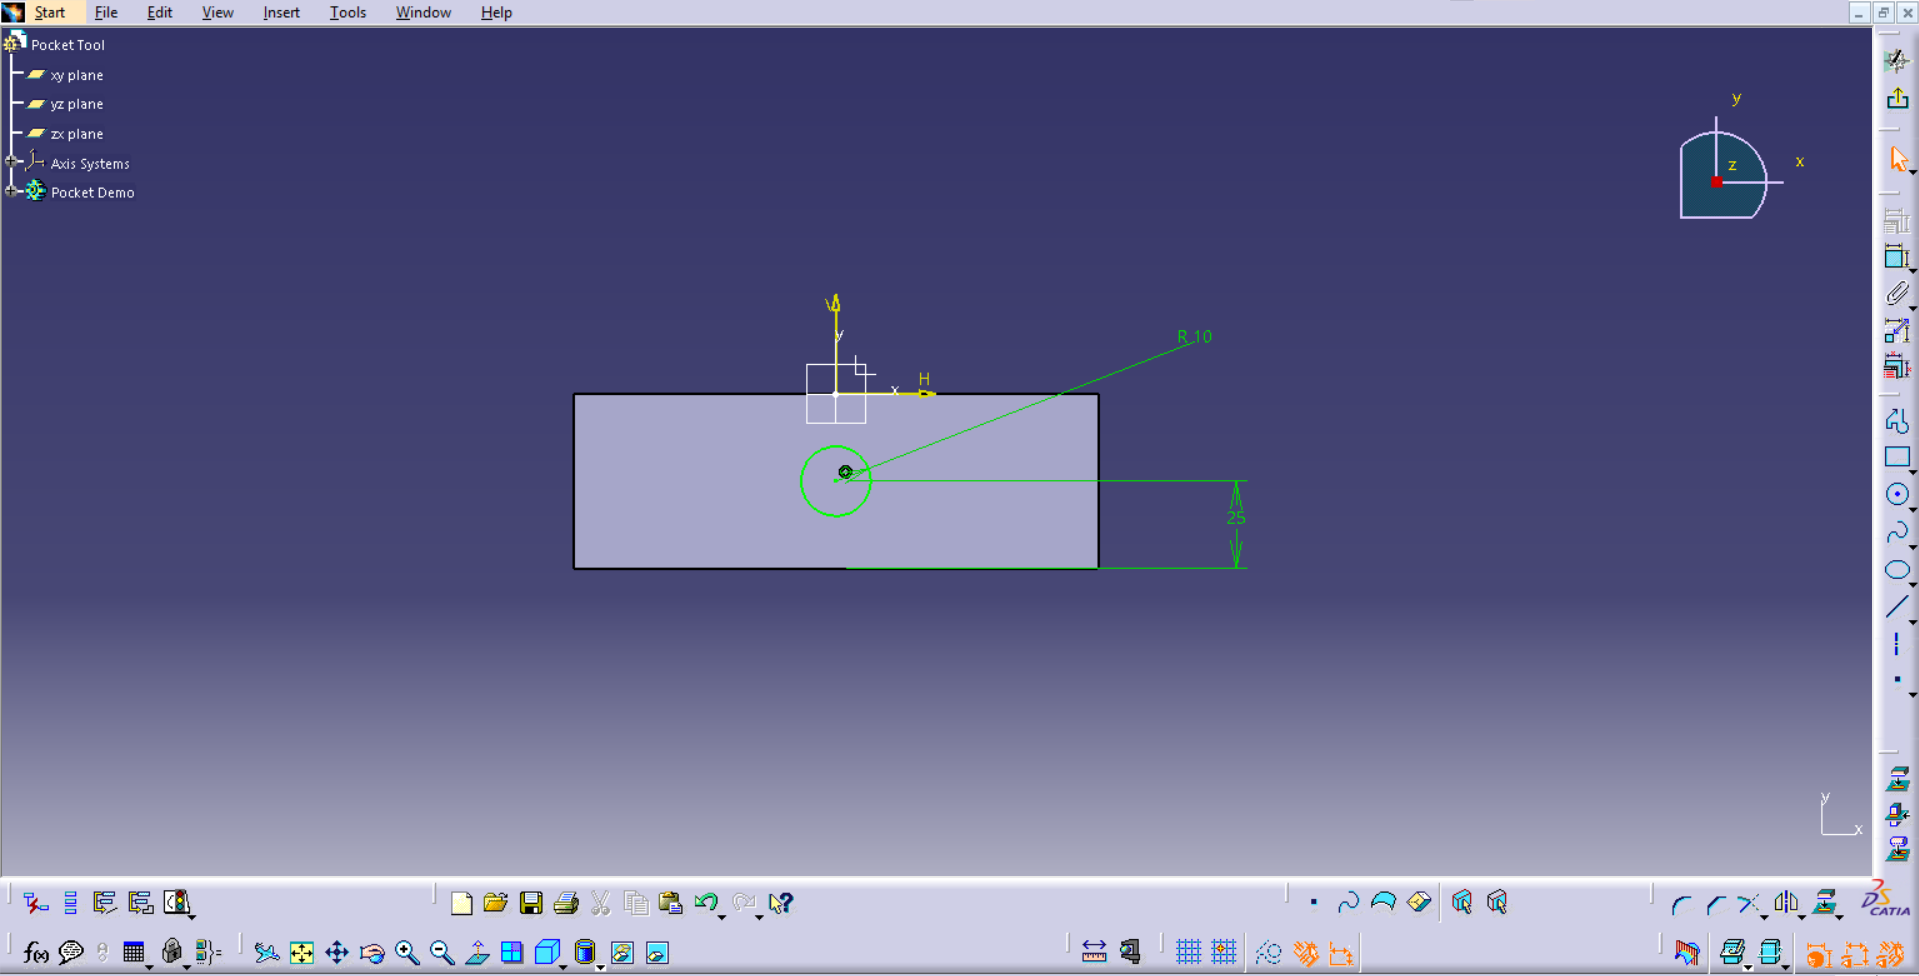 Start File Edit View Insert Tools Window Help
Pocket Tool
xy plane
yz plane
zx plane
Axis Systems
Pocket Demo
y
x
z
V
y
R 10
H
x
25
y
x
CATIA
f(x)